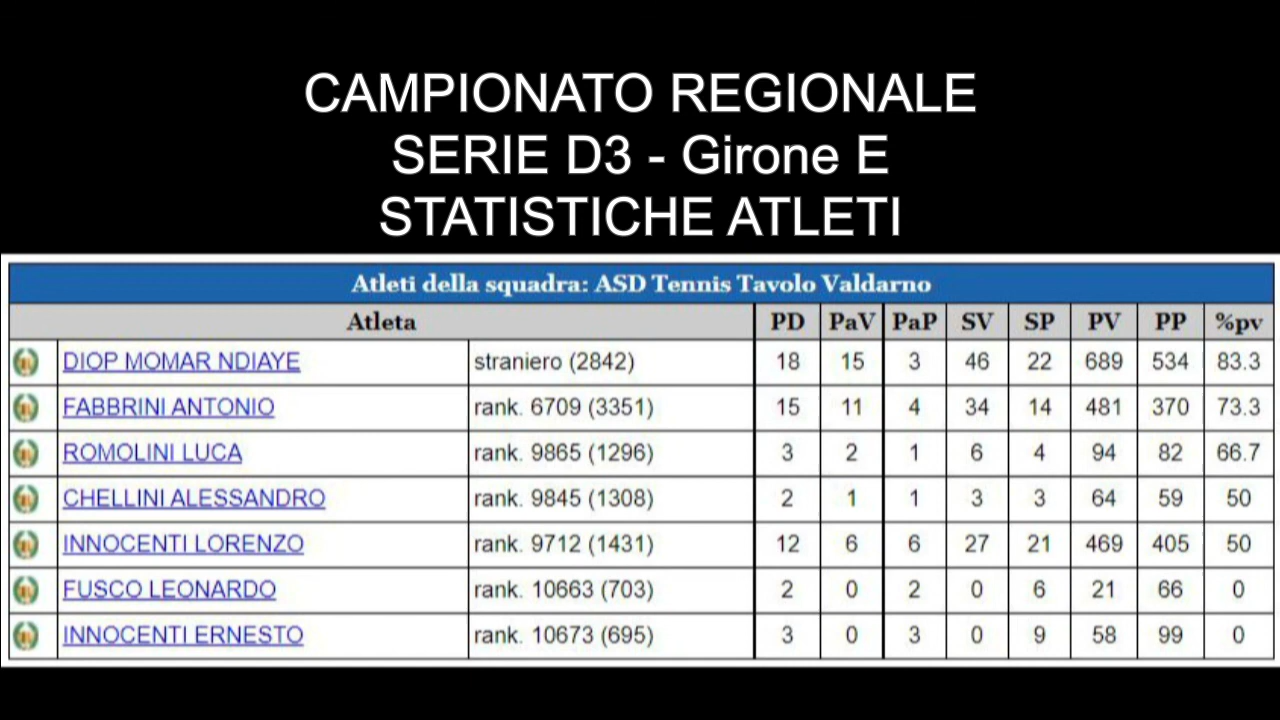 CAMPIONATO REGIONALE
SERIE D3 - Girone E
STATISTICHE ATLETI
Atleti della squadra: ASD Tennis Tavolo Valdarno
Atleta PD PaV PaP SV SP PV PP %pv
DIOP MOMAR NDIAYE straniero (2842) 18 15 3 46 22 689 534 83.3
FABBRINI ANTONIO rank. 6709 (3351) 15 11 4 34 14 481 370 73.3
ROMOLINI LUCA rank. 9865 (1296) 3 2 1 6 4 94 82 66.7
CHELLINI ALESSANDRO rank. 9845 (1308) 2 1 1 3 3 64 59 50
INNOCENTI LORENZO rank. 9712 (1431) 12 6 6 27 21 469 405 50
FUSCO LEONARDO rank. 10663 (703) 2 0 2 0 6 21 66 0
INNOCENTI ERNESTO rank. 10673 (695) 3 0 3 0 9 58 99 0